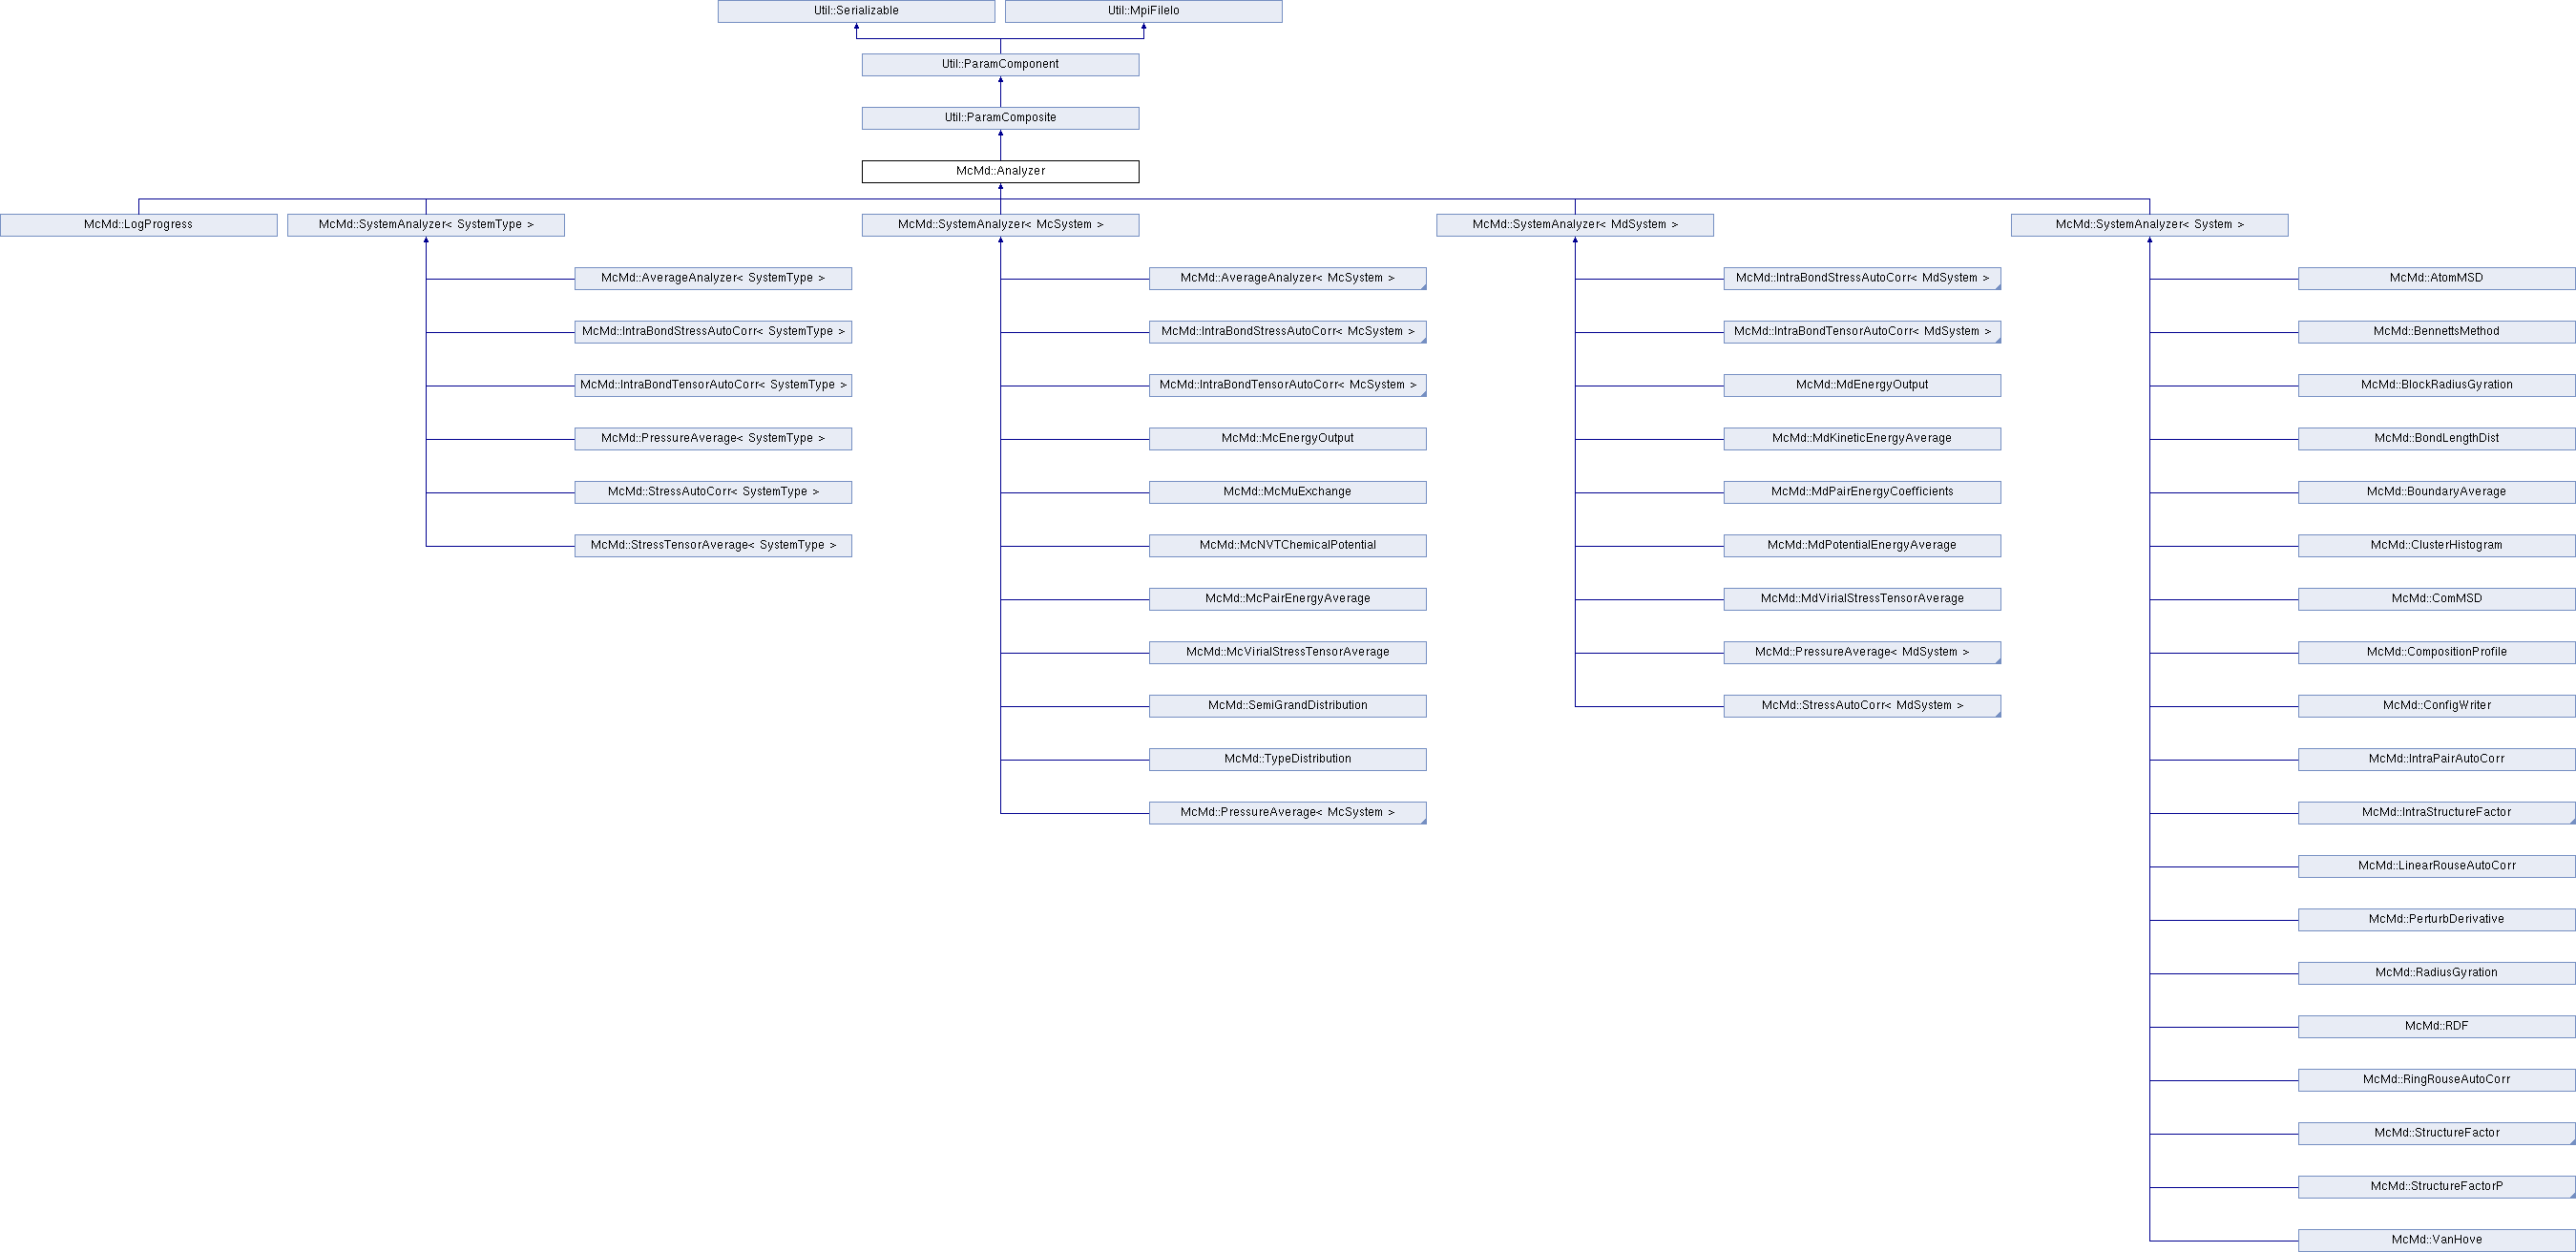 Util::Serializable
Util::MpiFileIo
Util::ParamComponent
Util::ParamComposite
McMd::Analyzer
McMd::LogProgress
McMd::SystemAnalyzer< SystemType >
McMd::SystemAnalyzer< McSystem >
McMd::SystemAnalyzer< MdSystem >
McMd::SystemAnalyzer< System >
McMd::AverageAnalyzer< SystemType >
McMd::IntraBondStressAutoCorr< SystemType >
McMd::IntraBondTensorAutoCorr< SystemType >
McMd::PressureAverage< SystemType >
McMd::StressAutoCorr< SystemType >
McMd::StressTensorAverage< SystemType >
McMd::AverageAnalyzer< McSystem >
McMd::IntraBondStressAutoCorr< McSystem >
McMd::IntraBondTensorAutoCorr< McSystem >
McMd::McEnergyOutput
McMd::McMuExchange
McMd::McNVTChemicalPotential
McMd::McPairEnergyAverage
McMd::McVirialStressTensorAverage
McMd::SemiGrandDistribution
McMd::TypeDistribution
McMd::PressureAverage< McSystem >
McMd::IntraBondStressAutoCorr< MdSystem >
McMd::IntraBondTensorAutoCorr< MdSystem >
McMd::MdEnergyOutput
McMd::MdKineticEnergyAverage
McMd::MdPairEnergyCoefficients
McMd::MdPotentialEnergyAverage
McMd::MdVirialStressTensorAverage
McMd::PressureAverage< MdSystem >
McMd::StressAutoCorr< MdSystem >
McMd::AtomMSD
McMd::BennettsMethod
McMd::BlockRadiusGyration
McMd::BondLengthDist
McMd::BoundaryAverage
McMd::ClusterHistogram
McMd::ComMSD
McMd::CompositionProfile
McMd::ConfigWriter
McMd::IntraPairAutoCorr
McMd::IntraStructureFactor
McMd::LinearRouseAutoCorr
McMd::PerturbDerivative
McMd::RadiusGyration
McMd::RDF
McMd::RingRouseAutoCorr
McMd::StructureFactor
McMd::StructureFactorP
McMd::VanHove